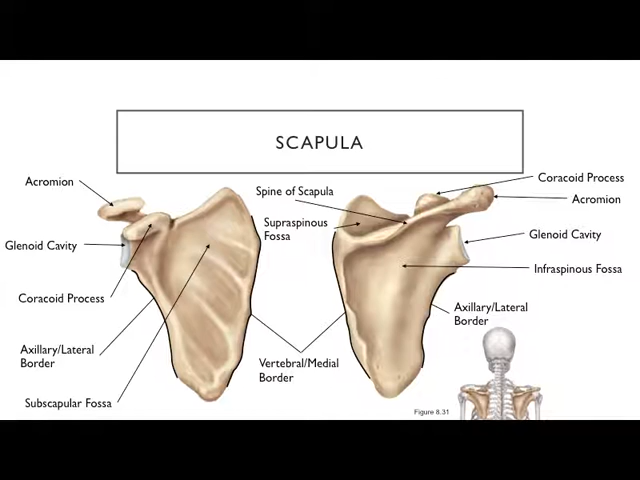 SCAPULA
Acromion
Glenoid Cavity
Coracoid Process
Axillary/Lateral
Border
Subscapular Fossa
Spine of Scapula
Supraspinous
Fossa
Vertebral/Medial
Border
Coracoid Process
Acromion
Glenoid Cavity
Infraspinous Fossa
Axillary/Lateral
Border
Figure 8.31